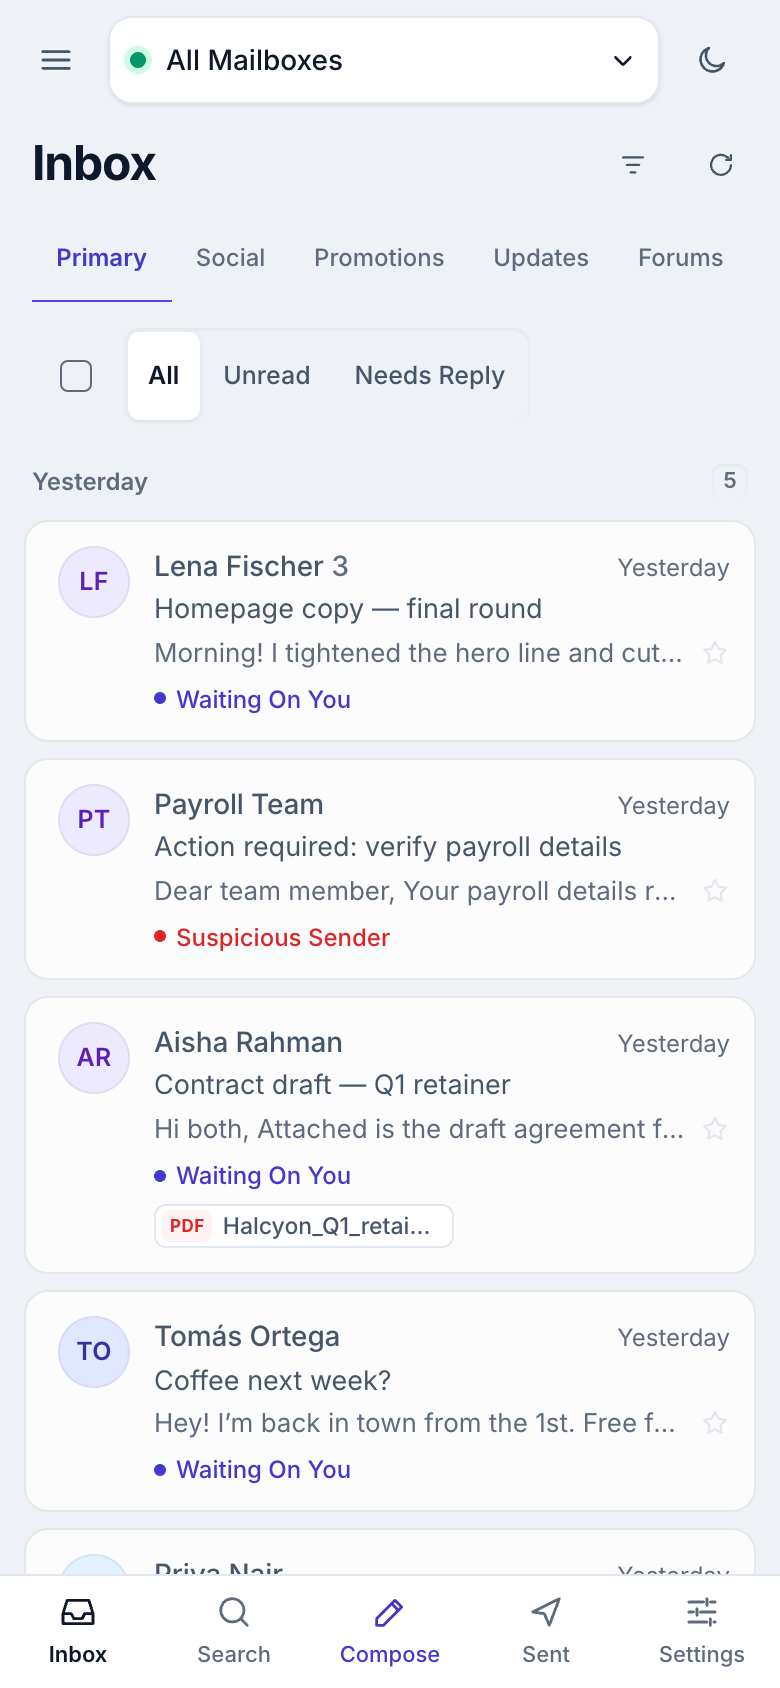 All Mailboxes
Inbox
Primary Social Promotions Updates Forums
All Unread Needs Reply
Yesterday 5
LF Lena Fischer 3 Yesterday
Homepage copy — final round
Morning! I tightened the hero line and cut...
Waiting On You
PT Payroll Team Yesterday
Action required: verify payroll details
Dear team member, Your payroll details r...
Suspicious Sender
AR Aisha Rahman Yesterday
Contract draft — Q1 retainer
Hi both, Attached is the draft agreement f...
Waiting On You
PDF Halcyon_Q1_retai...
TO Tomás Ortega Yesterday
Coffee next week?
Hey! I’m back in town from the 1st. Free f...
Waiting On You
Priya Nair Yesterday
Inbox Search Compose Sent Settings